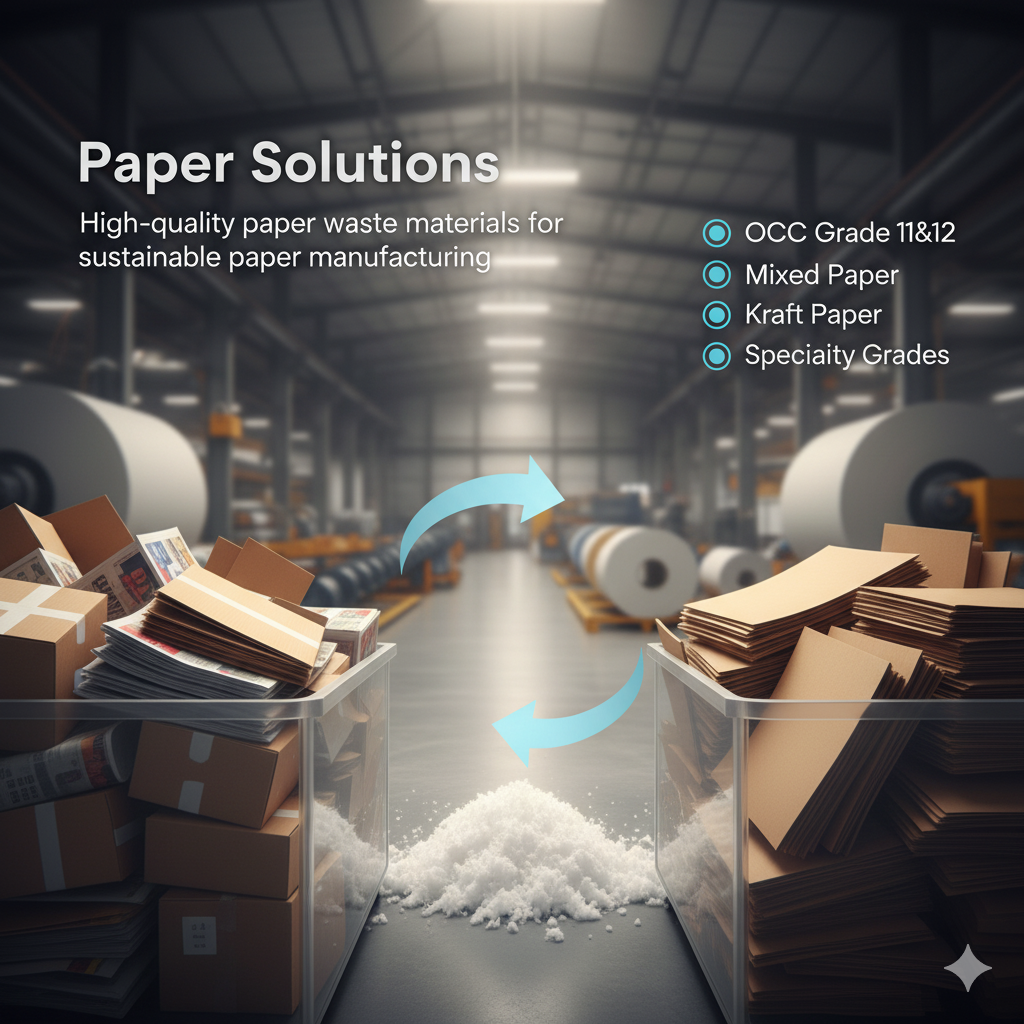 Paper Solutions
High-quality paper waste materials for
sustainable paper manufacturing
OCC Grade 11&12
Mixed Paper
Kraft Paper
Speciaity Grades